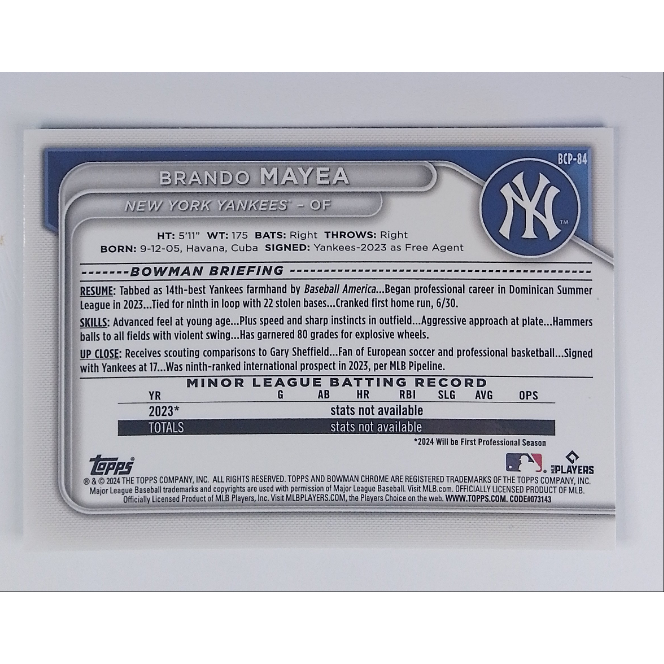 BCP-84
BRANDO MAYEA
NEW YORK YANKEES™ - OF
NY
TM
HT: 5'11" WT: 175 BATS: Right THROWS: Right
BORN: 9-12-05, Havana, Cuba SIGNED: Yankees-2023 as Free Agent
BOWMAN BRIEFING
RESUME: Tabbed as 14th-best Yankees farmhand by Baseball America...Began professional career in Dominican Summer
League in 2023...Tied for ninth in loop with 22 stolen bases...Cranked first home run, 6/30.
SKILLS: Advanced feel at young age...Plus speed and sharp instincts in outfield...Aggressive approach at plate...Hammers
balls to all fields with violent swing...Has garnered 80 grades for explosive wheels.
UP CLOSE: Receives scouting comparisons to Gary Sheffield...Fan of European soccer and professional basketball...Signed
with Yankees at 17...Was ninth-ranked international prospect in 2023, per MLB Pipeline.
MINOR LEAGUE BATTING RECORD
YR G AB HR RBI SLG AVG OPS
2023* stats not available
TOTALS stats not available
*2024 Will be First Professional Season
Topps
MLB PLAYERS
® & © 2024 THE TOPPS COMPANY, INC. ALL RIGHTS RESERVED. TOPPS AND BOWMAN CHROME ARE REGISTERED TRADEMARKS OF THE TOPPS COMPANY, INC.
Major League Baseball trademarks and copyrights are used with permission of Major League Baseball. Visit MLB.com. OFFICIALLY LICENSED PRODUCT OF MLB.
Officially Licensed Product of MLB Players, Inc. Visit MLBPLAYERS.com, the Players Choice on the web. WWW.TOPPS.COM. CODE#073143